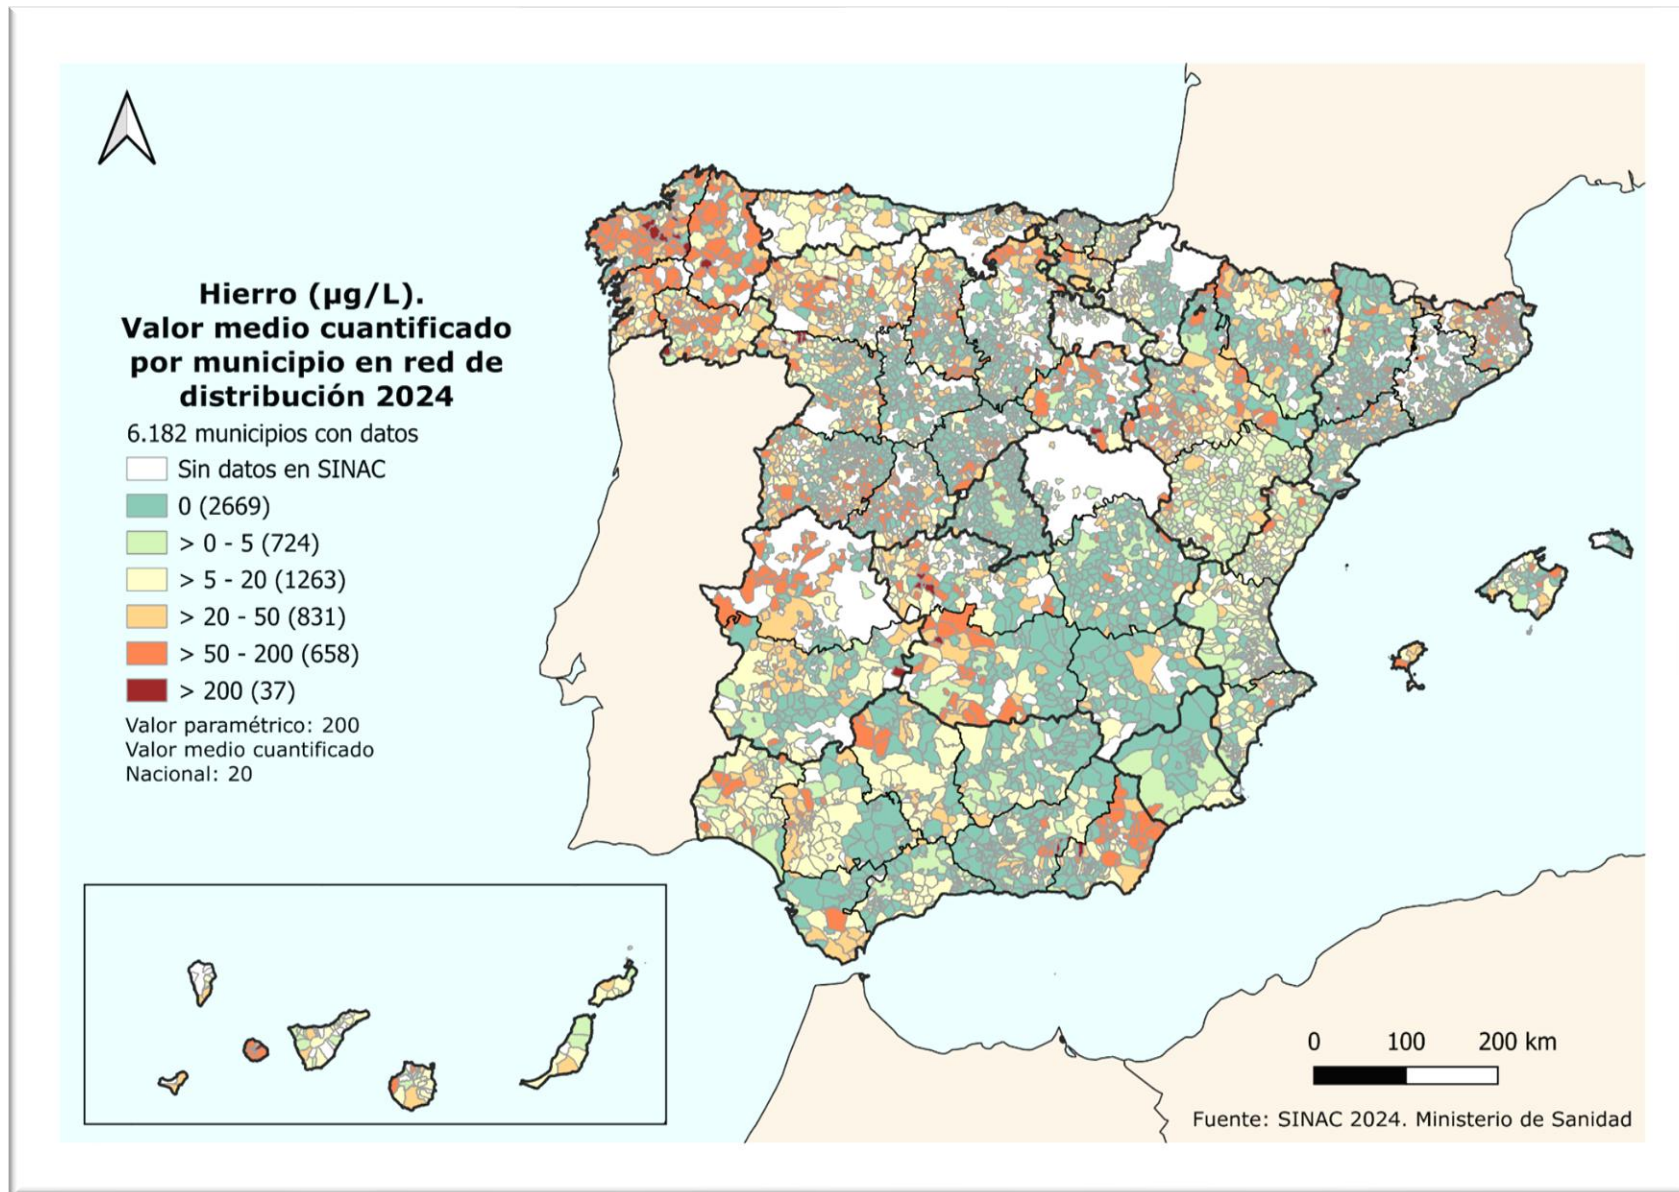 Hierro (µg/L).
Valor medio cuantificado
por municipio en red de
distribución 2024
6.182 municipios con datos
Sin datos en SINAC
0 (2669)
> 0 - 5 (724)
> 5 - 20 (1263)
> 20 - 50 (831)
> 50 - 200 (658)
> 200 (37)
Valor paramétrico: 200
Valor medio cuantificado
Nacional: 20
0 100 200 km
Fuente: SINAC 2024. Ministerio de Sanidad